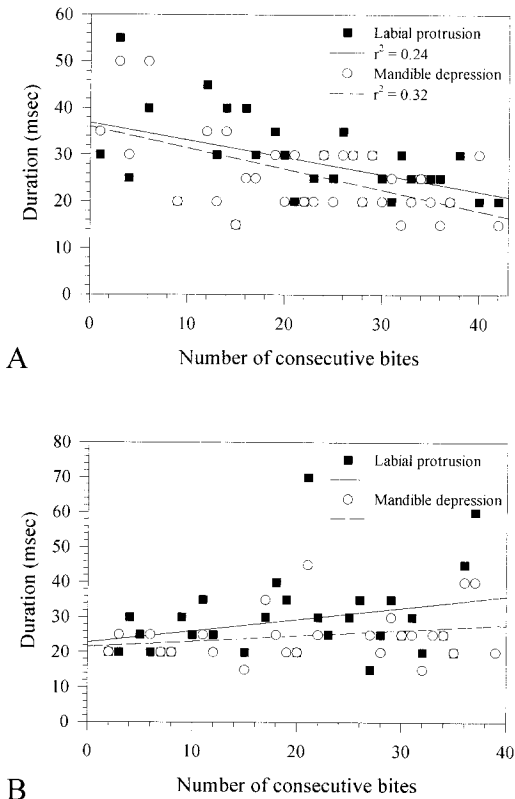 60
50
40
30
20
10
0
Duration (msec)
Labial protrusion
r² = 0.24
Mandible depression
r² = 0.32
0 10 20 30 40
Number of consecutive bites
A
80
70
60
50
40
30
20
10
0
Duration (msec)
Labial protrusion
Mandible depression
0 10 20 30 40
Number of consecutive bites
B